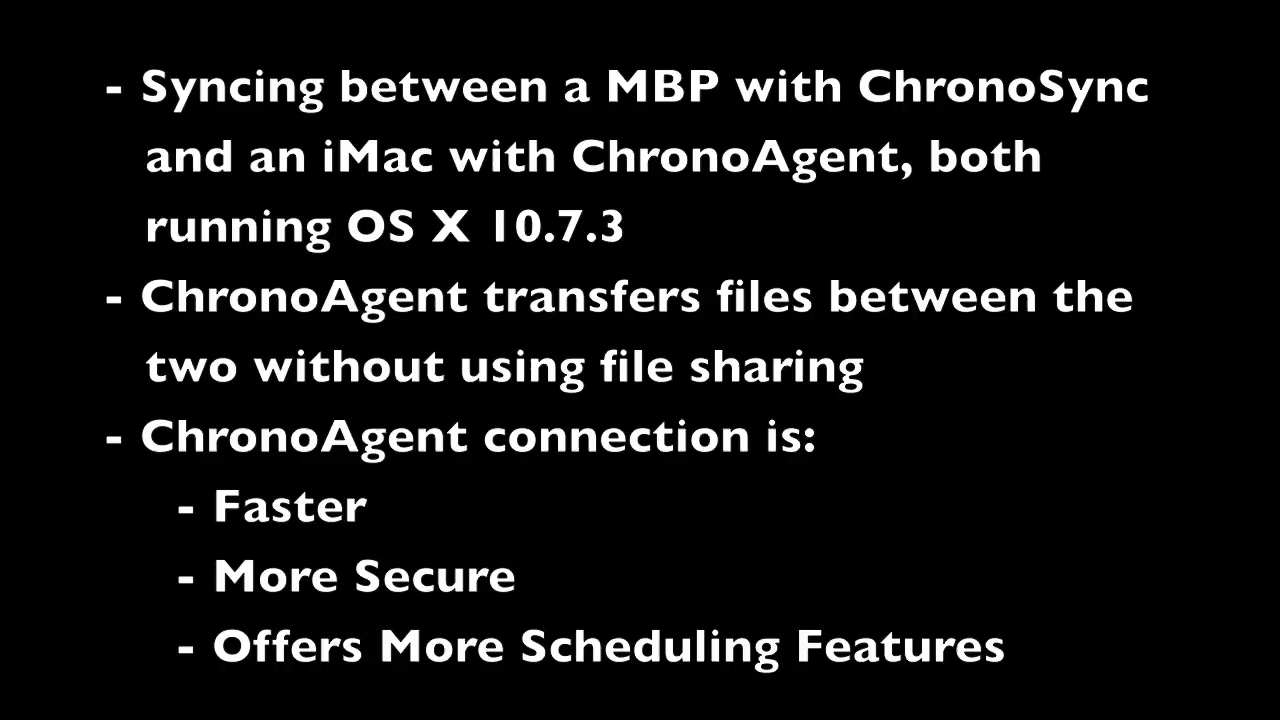 - Syncing between a MBP with ChronoSync
and an iMac with ChronoAgent, both
running OS X 10.7.3
- ChronoAgent transfers files between the
two without using file sharing
- ChronoAgent connection is:
- Faster
- More Secure
- Offers More Scheduling Features